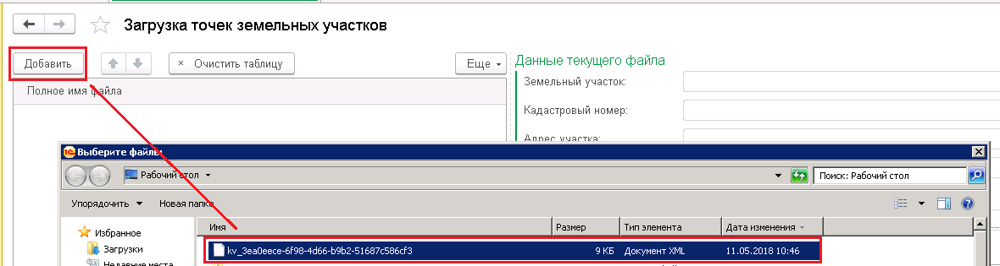 Загрузка точек земельных участков
Добавить
× Очистить таблицу
Еще
Данные текущего файла
Полное имя файла
Земельный участок:
Кадастровый номер:
Адрес участка:
1С Выберите файлы
Рабочий стол
Поиск: Рабочий стол
Упорядочить
Новая папка
Избранное
Загрузки
Недавние места
Имя
Размер
Тип элемента
Дата изменения
kv_3ea0eece-6f98-4d66-b9b2-51687c586cf3
9 КБ
Документ XML
11.05.2018 10:46